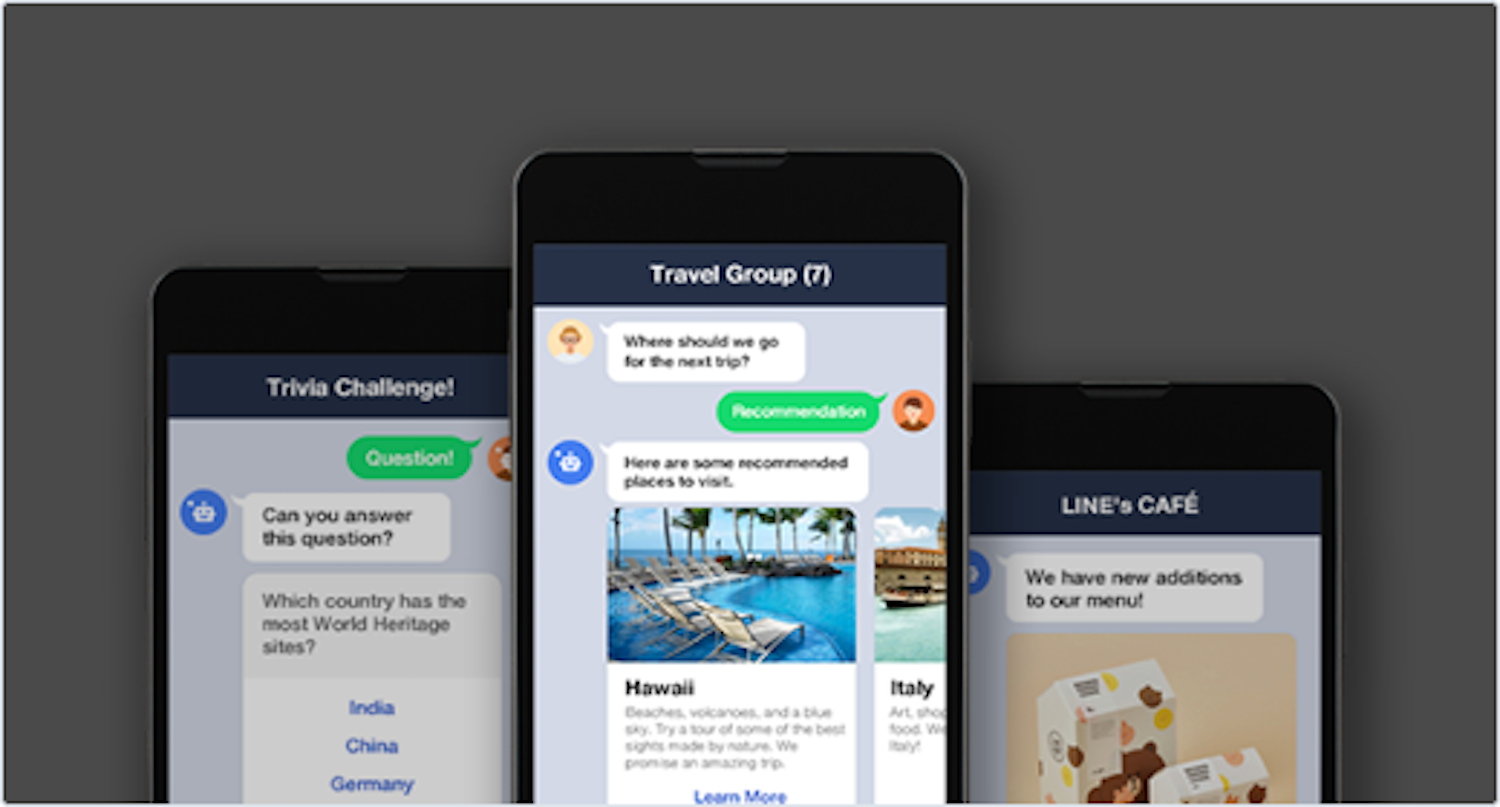 Trivia Challenge!
Question!
Can you answer
this question?
Which country has the
most World Heritage
sites?
India
China
Germany
Travel Group (7)
Where should we go
for the next trip?
Recommendation
Here are some recommended
places to visit.
Hawaii
Beaches, volcanoes, and a blue
sky. Try a tour of some of the best
sights made by nature. We
promise an amazing trip.
Learn More
Italy
Art, shop
food. We
Italy!
LINE's CAFÉ
We have new additions
to our menu!